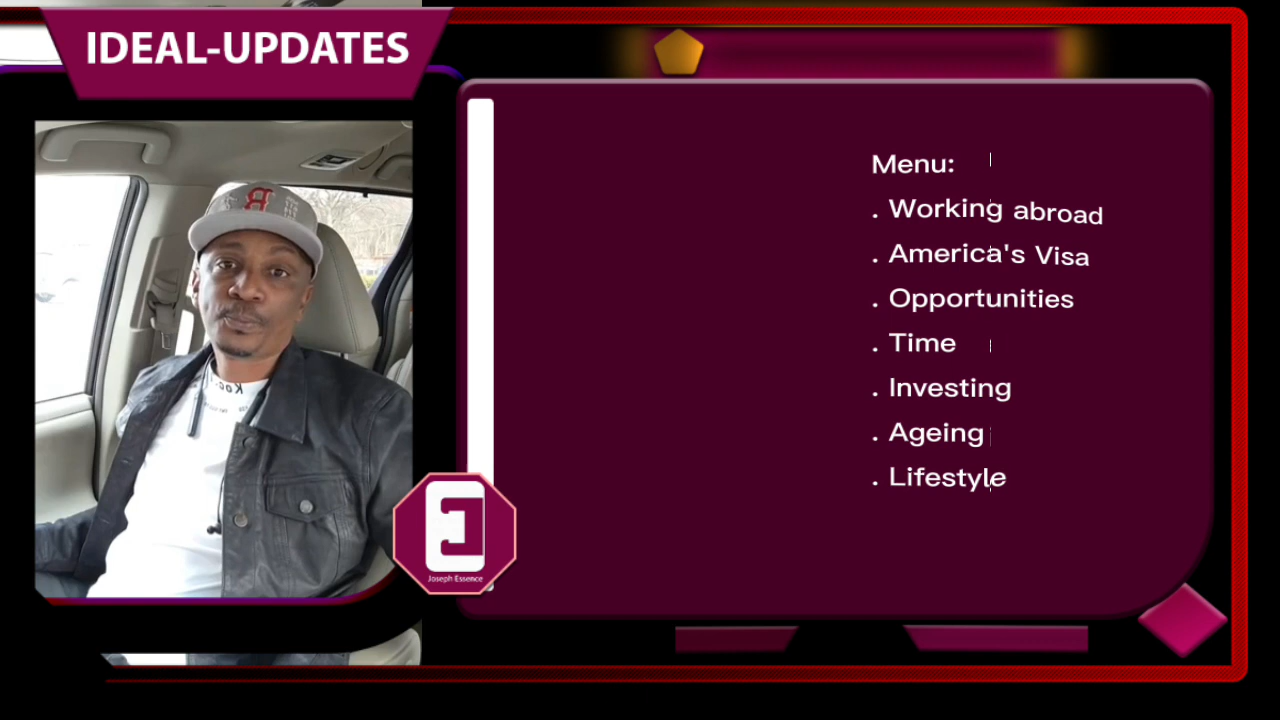 IDEAL-UPDATES
Menu:
. Working abroad
. America's Visa
. Opportunities
. Time
. Investing
. Ageing
. Lifestyle
Joseph Essence